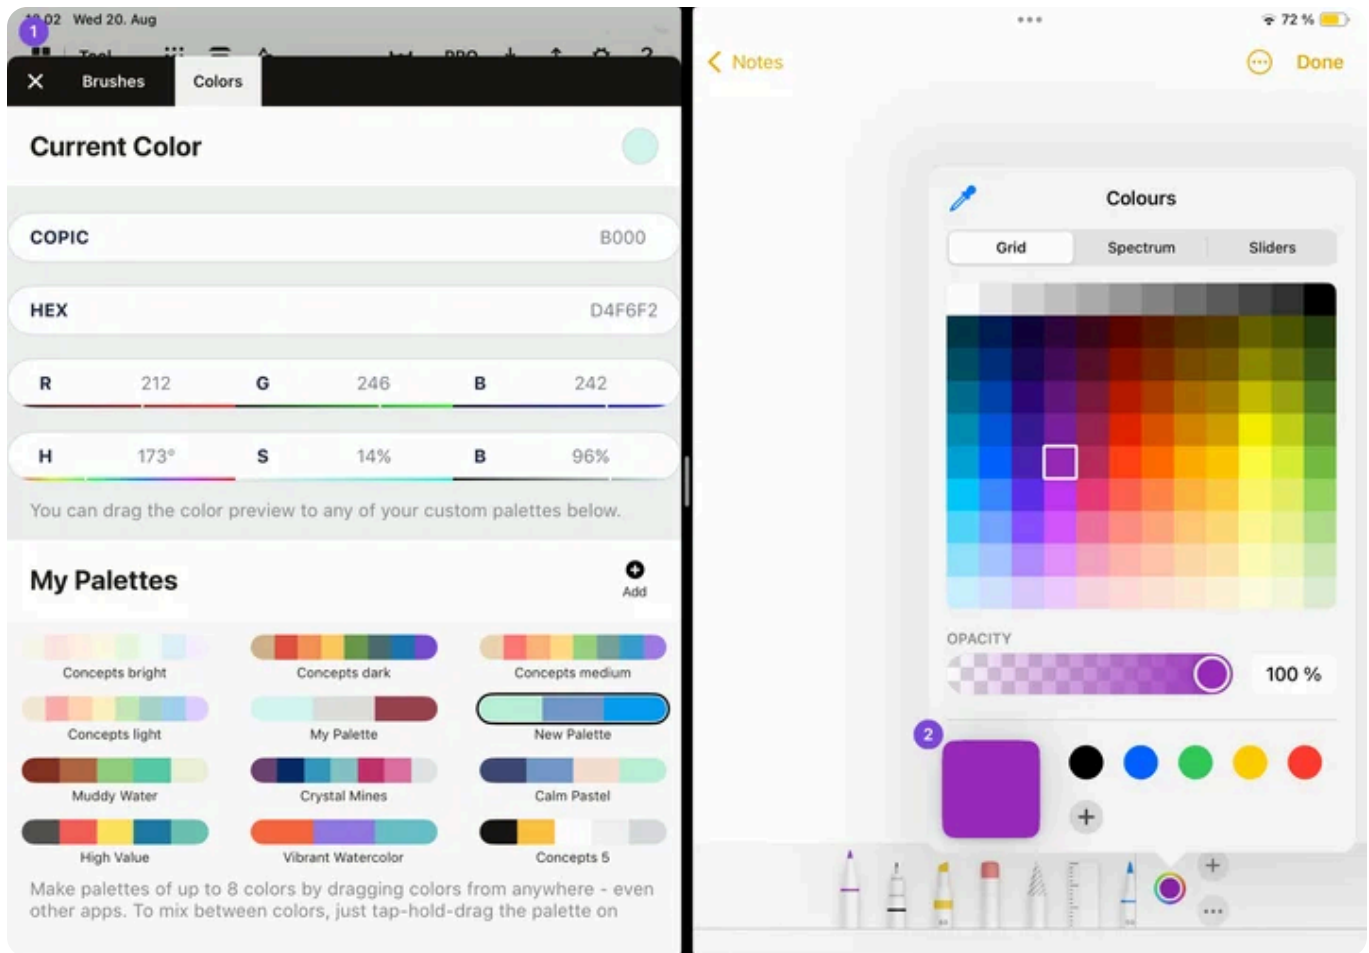 Wed 20. Aug
1
Tool
PRO
?
Brushes
Colors
Current Color
COPIC B000
HEX D4F6F2
R 212 G 246 B 242
H 173° S 14% B 96%
You can drag the color preview to any of your custom palettes below.
My Palettes
Add
Concepts bright Concepts dark Concepts medium
Concepts light My Palette New Palette
Muddy Water Crystal Mines Calm Pastel
High Value Vibrant Watercolor Concepts 5
Make palettes of up to 8 colors by dragging colors from anywhere - even
other apps. To mix between colors, just tap-hold-drag the palette on
72 %
Notes
Done
Colours
Grid Spectrum Sliders
OPACITY
100 %
2